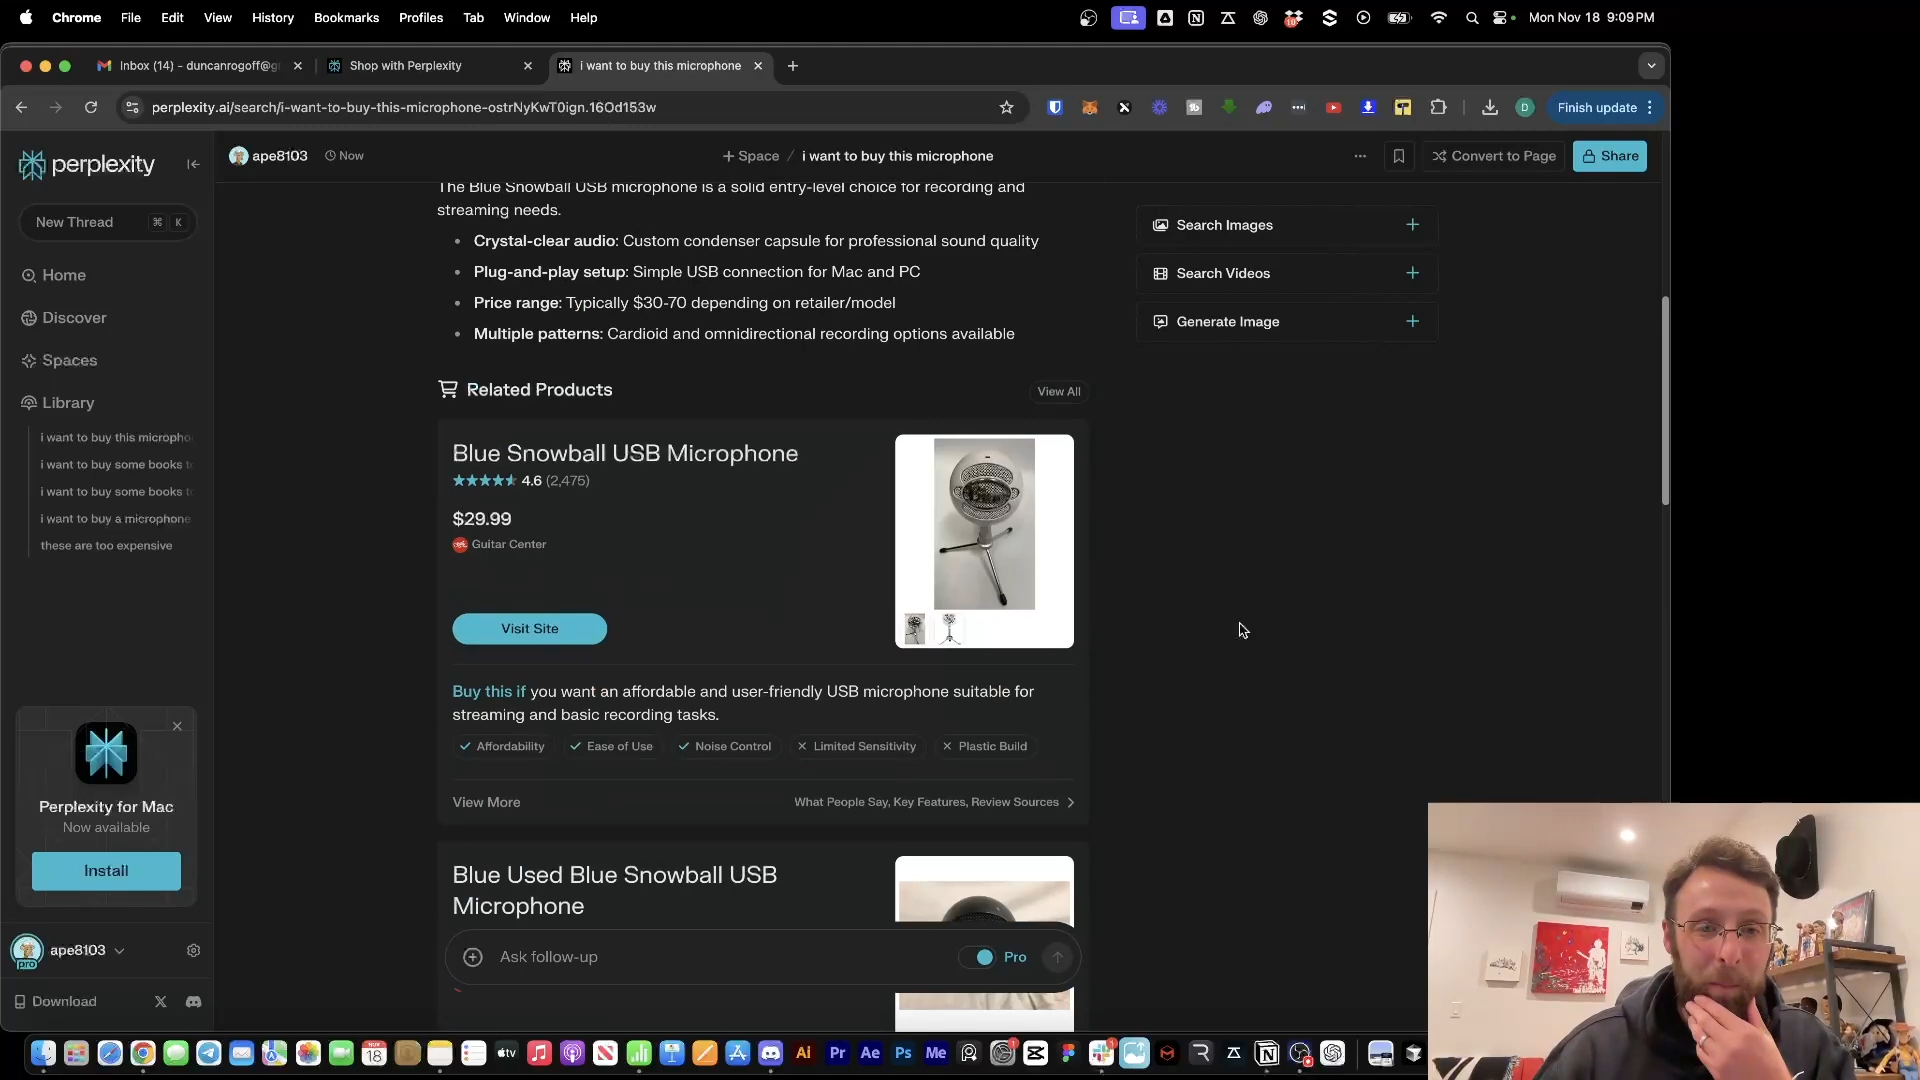 Chrome File Edit View History Bookmarks Profiles Tab Window Help
Mon Nov 18 9:09 PM
Inbox (14) - duncanrogoff@g
Shop with Perplexity
i want to buy this microphone
perplexity.ai/search/i-want-to-buy-this-microphone-ostrNyKwT0ign.16Od153w
Finish update
perplexity
ape8103 Now
+ Space / i want to buy this microphone
Convert to Page
Share
New Thread ⌘ K
Home
Discover
Spaces
Library
i want to buy this micropho
i want to buy some books t
i want to buy some books t
i want to buy a microphone
these are too expensive
Perplexity for Mac
Now available
Install
ape8103
pro
Download
The Blue Snowball USB microphone is a solid entry-level choice for recording and
streaming needs.
• Crystal-clear audio: Custom condenser capsule for professional sound quality
• Plug-and-play setup: Simple USB connection for Mac and PC
• Price range: Typically $30-70 depending on retailer/model
• Multiple patterns: Cardioid and omnidirectional recording options available
Related Products
View All
Blue Snowball USB Microphone
4.6 (2,475)
$29.99
Guitar Center
Visit Site
Buy this if you want an affordable and user-friendly USB microphone suitable for
streaming and basic recording tasks.
Affordability Ease of Use Noise Control Limited Sensitivity Plastic Build
View More
What People Say, Key Features, Review Sources
Blue Used Blue Snowball USB
Microphone
Ask follow-up
Pro
Search Images
Search Videos
Generate Image
NOV
18
tv
Ai Pr Ae Ps Me